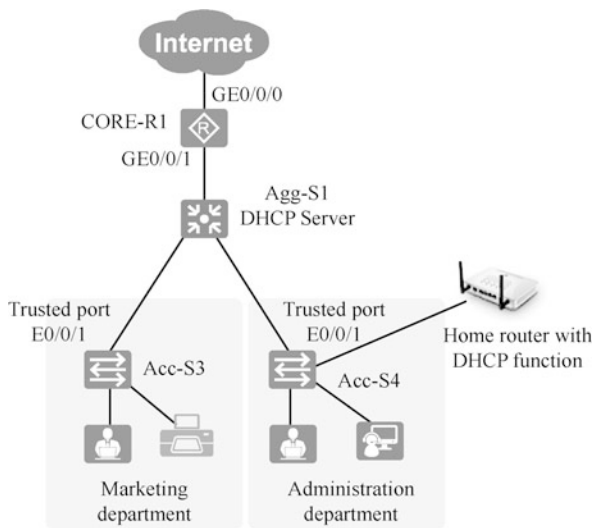 Internet
GE0/0/0
CORE-R1
R
GE0/0/1
Agg-S1
DHCP Server
Trusted port
E0/0/1
Acc-S3
Trusted port
E0/0/1
Acc-S4
Home router with
DHCP function
Marketing
department
Administration
department